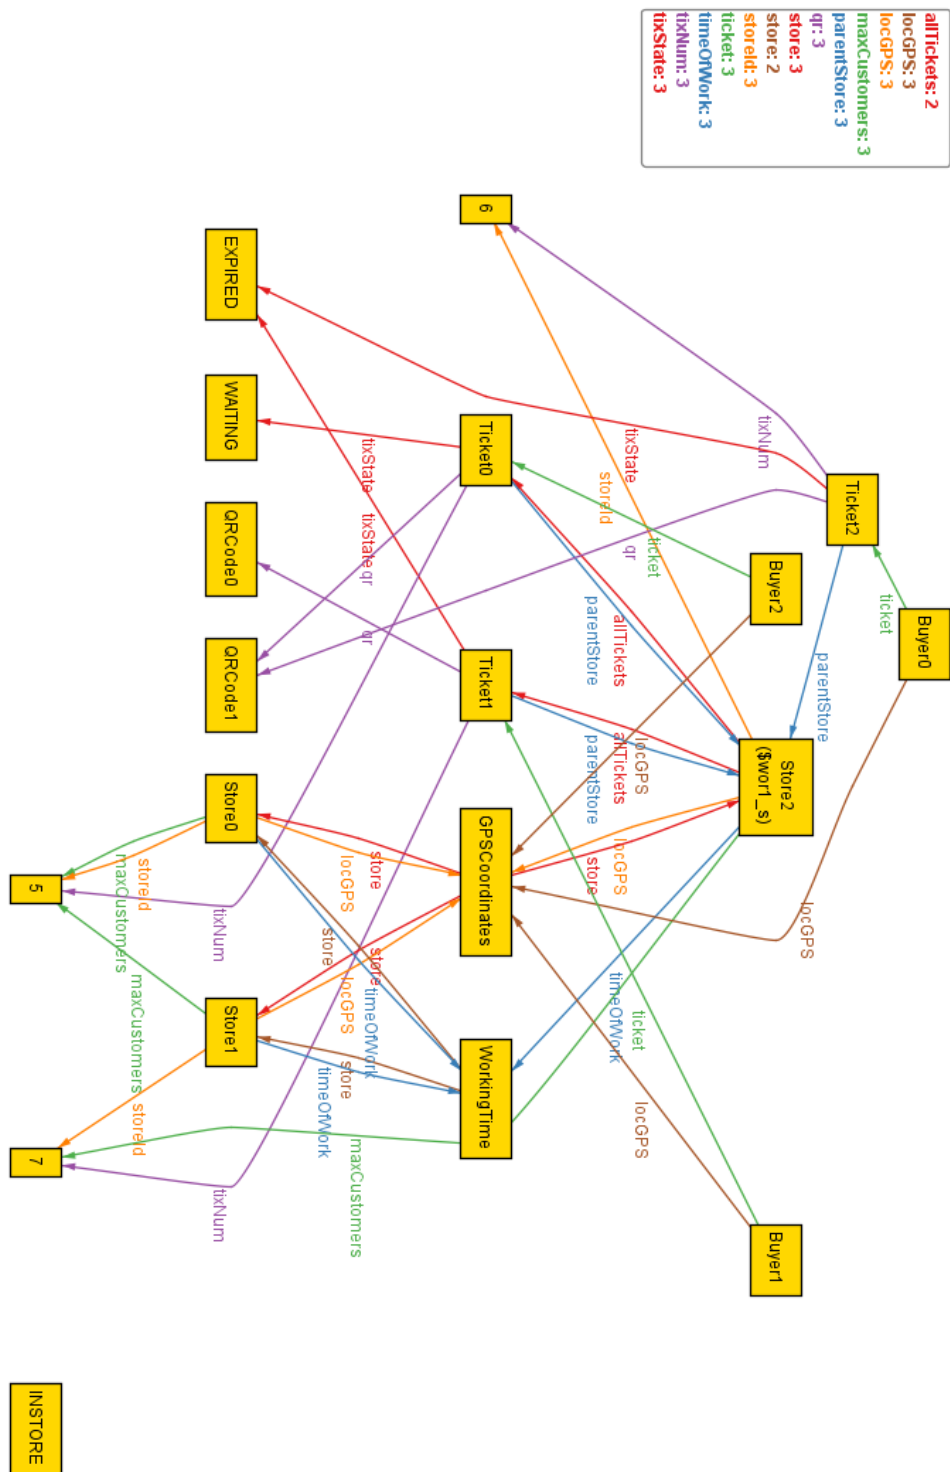 allTickets: 2
locGPS: 3
locGPS: 3
maxCustomers: 3
parentStore: 3
qr: 3
store: 3
store: 2
storeId: 3
ticket: 3
timeOfWork: 3
tixNum: 3
tixState: 3
Buyer0
ticket
Ticket2
parentStore
locGPS
Buyer2
Store2
($wor1_s)
Buyer1
tixNum
ticket
locGPS
locGPS
ticket
tixState
qr
allTickets
allTickets
locGPS
timeOfWork
storeId
parentStore
parentStore
store
6
Ticket0
Ticket1
GPSCoordinates
WorkingTime
tixState
tixState
qr
qr
store
store
timeOfWork
locGPS
locGPS
store
maxCustomers
store
timeOfWork
EXPIRED
WAITING
QRCode0
QRCode1
Store0
Store1
tixNum
tixNum
storeId
maxCustomers
storeId
maxCustomers
5
7
INSTORE